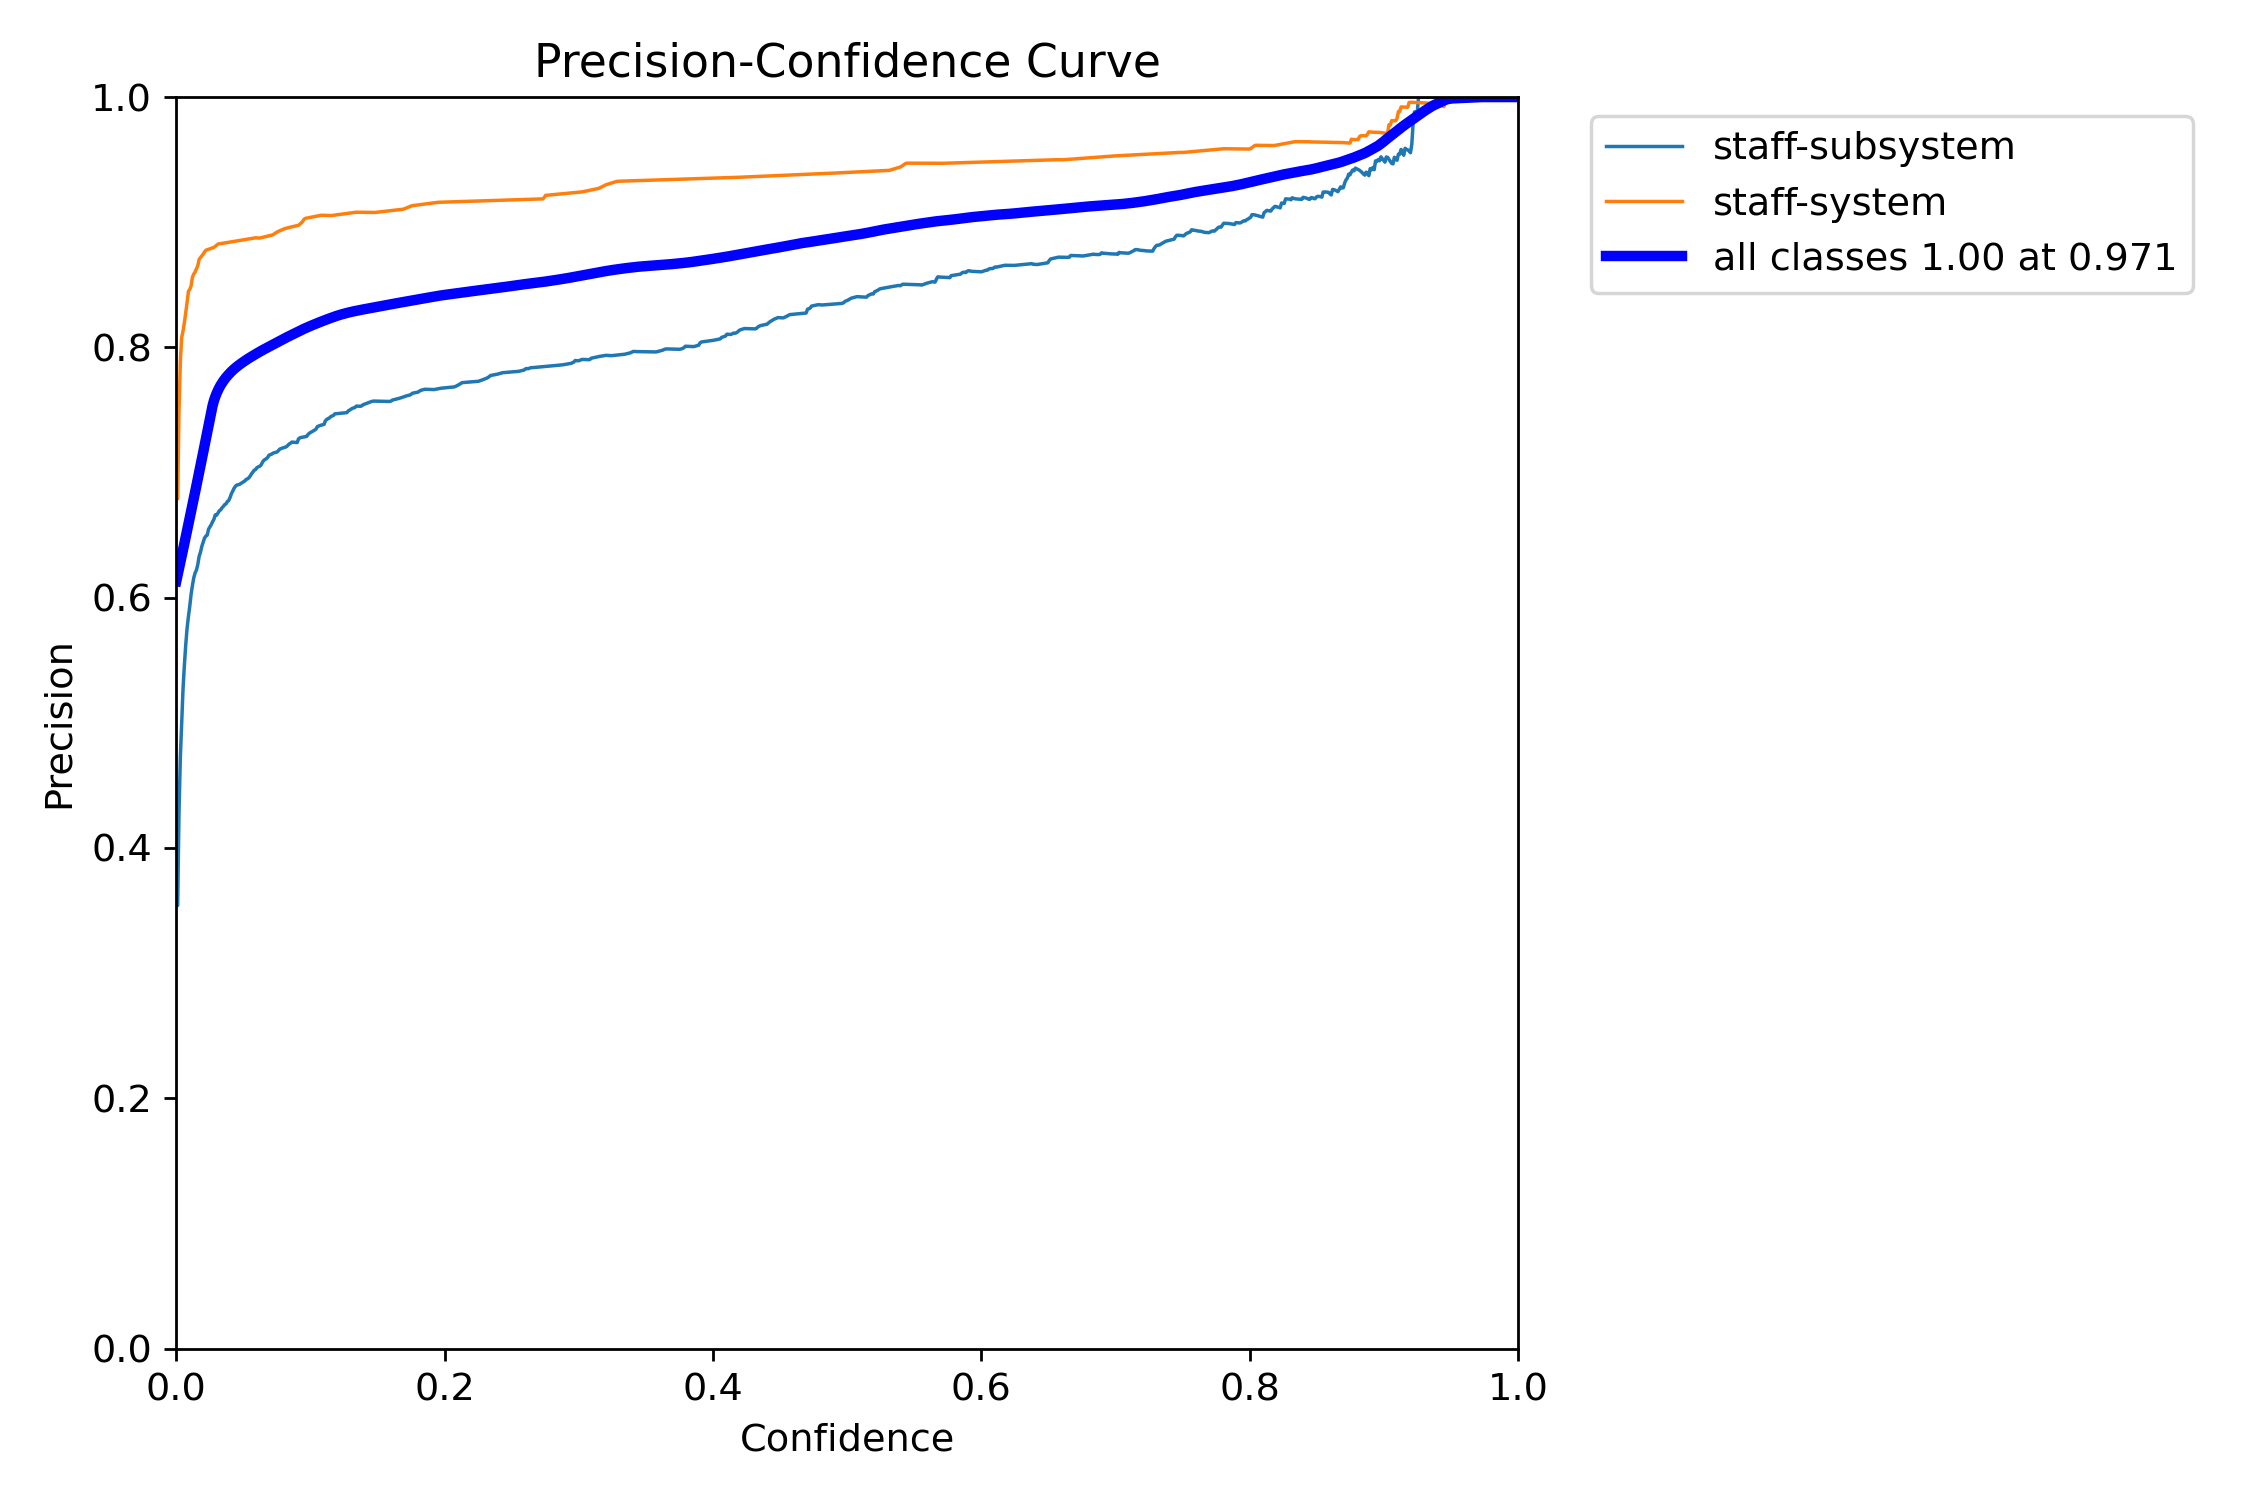 Precision-Confidence Curve
1.0
0.8
0.6
0.4
0.2
0.0
Precision
0.0 0.2 0.4 0.6 0.8 1.0
Confidence
staff-subsystem
staff-system
all classes 1.00 at 0.971